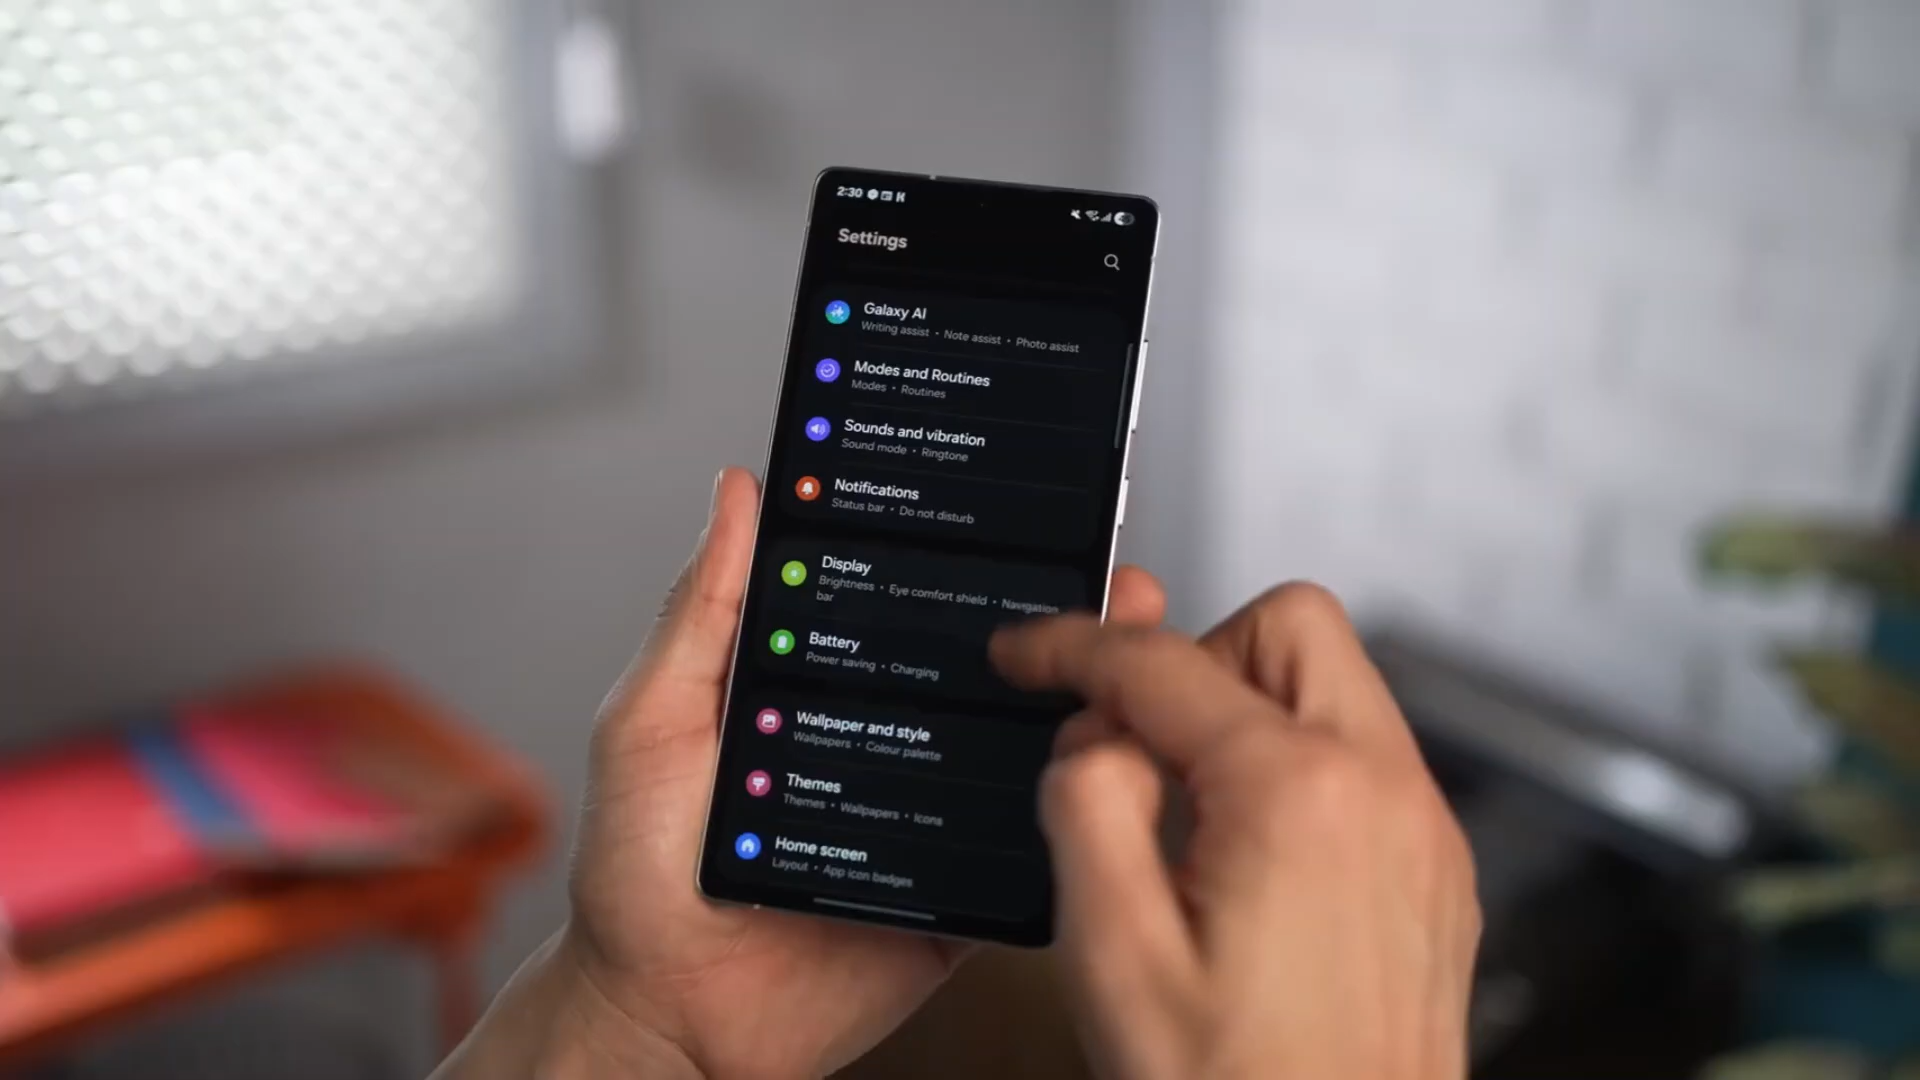 2:30
Settings
Galaxy AI
Writing assist • Note assist • Photo assist
Modes and Routines
Modes • Routines
Sounds and vibration
Sound mode • Ringtone
Notifications
Status bar • Do not disturb
Display
Brightness • Eye comfort shield • Navigation
bar
Battery
Power saving • Charging
Wallpaper and style
Wallpapers • Colour palette
Themes
Themes • Wallpapers • Icons
Home screen
Layout • App icon badges